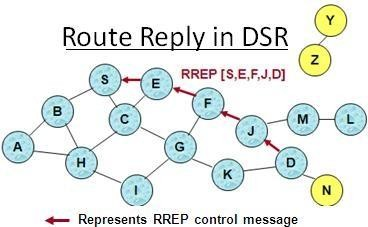 Route Reply in DSR
Y
Z
RREP [S,E,F,J,D]
S
E
F
B
C
J
M
L
A
H
G
D
K
I
N
Represents RREP control message